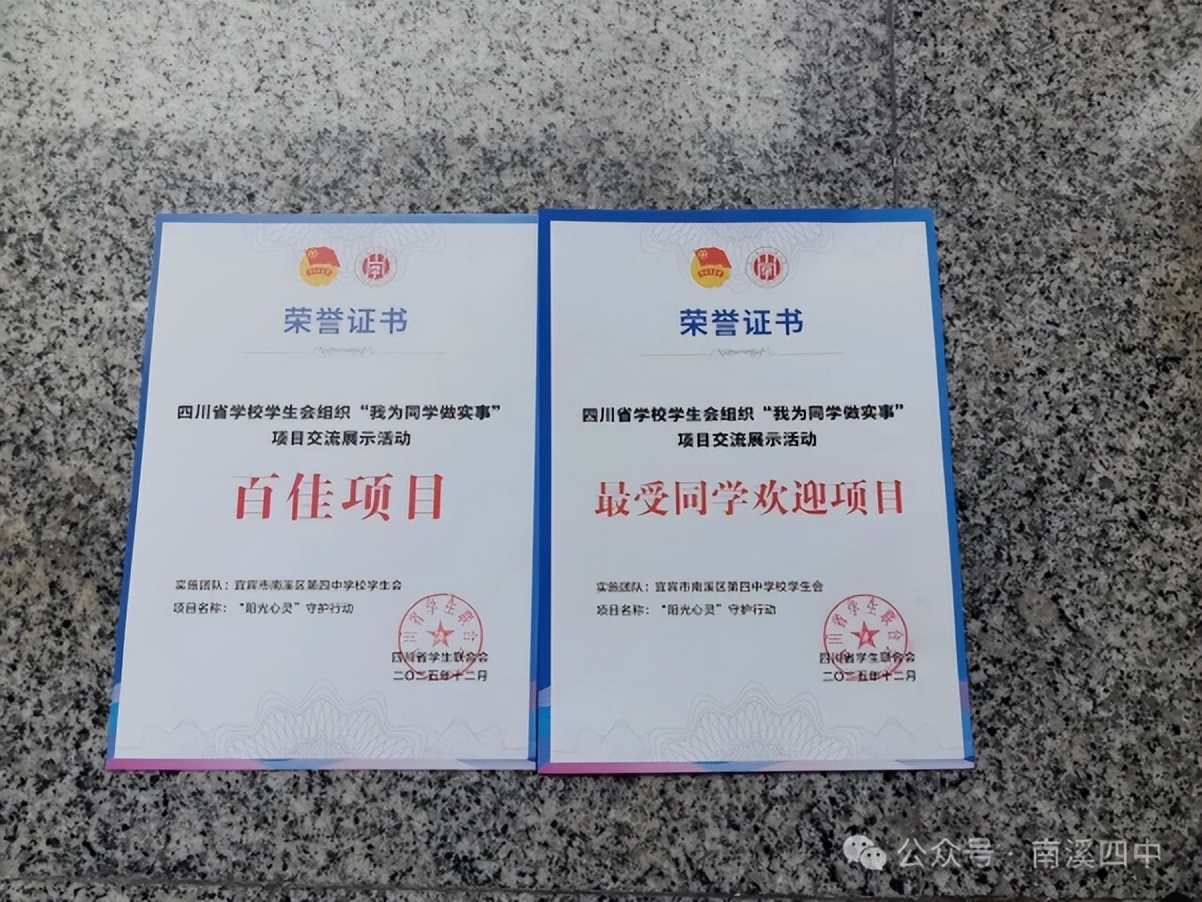 荣誉证书
四川省学校学生会组织“我为同学做实事”
项目交流展示活动
百佳项目
实施团队：宜宾市南溪区第四中学校学生会
项目名称：“阳光心灵”守护行动
四川省学生联合会
二〇二五年十二月
荣誉证书
四川省学校学生会组织“我为同学做实事”
项目交流展示活动
最受同学欢迎项目
实施团队：宜宾市南溪区第四中学校学生会
项目名称：“阳光心灵”守护行动
四川省学生联合会
二〇二五年十二月
公众号·南溪四中